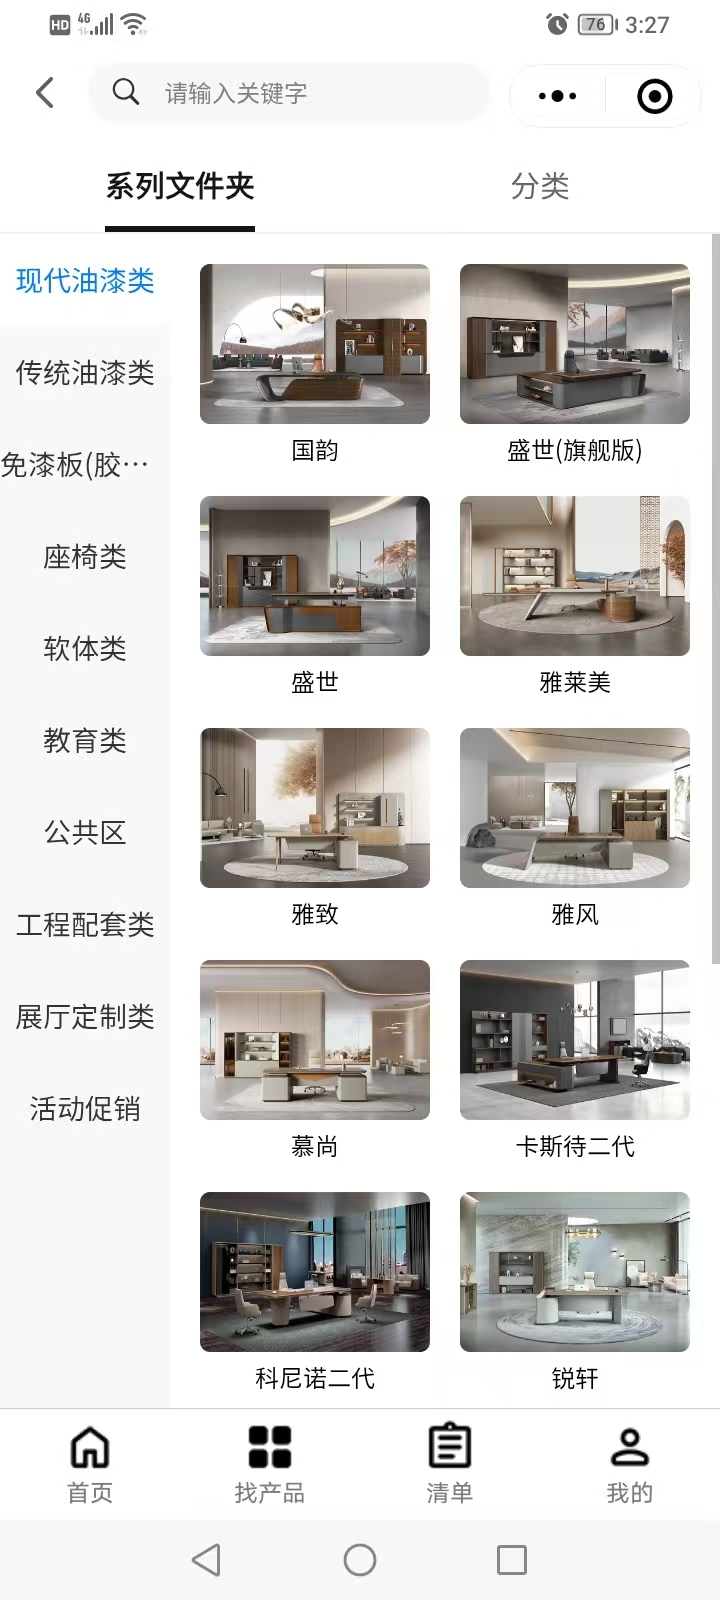 HD 4G 76 3:27
请输入关键字
系列文件夹 分类
现代油漆类
传统油漆类
免漆板(胶…
座椅类
软体类
教育类
公共区
工程配套类
展厅定制类
活动促销
国韵 盛世(旗舰版)
盛世 雅莱美
雅致 雅风
慕尚 卡斯待二代
科尼诺二代 锐轩
首页 找产品 清单 我的